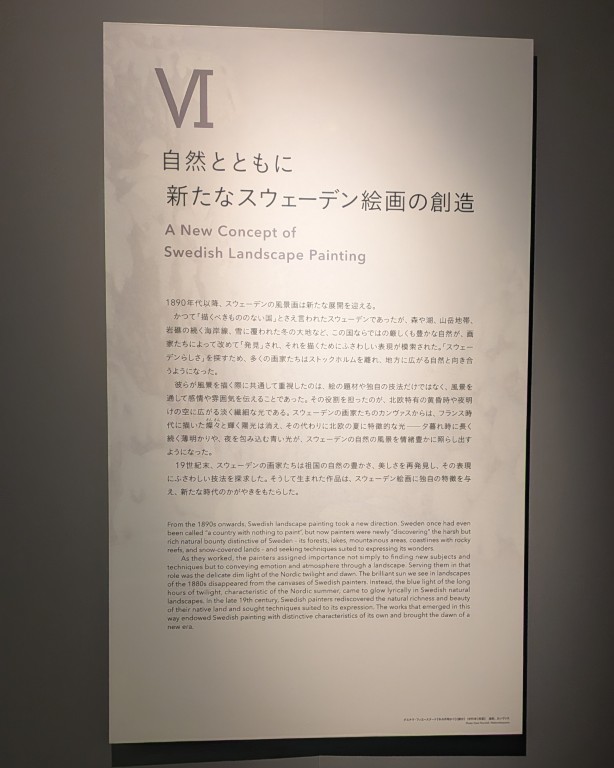 VI
自然とともに
新たなスウェーデン絵画の創造
A New Concept of
Swedish Landscape Painting
1890年代以降、スウェーデンの風景画は新たな展開を迎える。
かつて「描くべきもののない国」とさえ言われたスウェーデンであったが、森や湖、山岳地帯、
岩礁の続く海岸線、雪に覆われた冬の大地など、この国ならではの厳しくも豊かな自然が、画
家たちによって改めて「発見」され、それを描くためにふさわしい表現が模索された。「スウェー
デンらしさ」を探すため、多くの画家たちはストックホルムを離れ、地方に広がる自然と向き合
うようになった。
彼らが風景を描く際に共通して重視したのは、絵の題材や独自の技法だけではなく、風景を
通して感情や雰囲気を伝えることであった。その役割を担ったのが、北欧特有の黄昏時や夜明
けの空に広がる淡く繊細な光である。スウェーデンの画家たちのカンヴァスからは、フランス時
代に描いた燦々と輝く陽光は消え、その代わりに北欧の夏に特徴的な光――夕暮れ時に長く
続く薄明かりや、夜を包み込む青い光が、スウェーデンの自然の風景を情緒豊かに照らし出す
ようになった。
19世紀末、スウェーデンの画家たちは祖国の自然の豊かさ、美しさを再発見し、その表現
にふさわしい技法を探求した。そうして生まれた作品は、スウェーデン絵画に独自の特徴を与
え、新たな時代のかがやきをもたらした。
From the 1890s onwards, Swedish landscape painting took a new direction. Sweden once had even
been called "a country with nothing to paint", but now painters were newly "discovering" the harsh but
rich natural bounty distinctive of Sweden – its forests, lakes, mountainous areas, coastlines with rocky
reefs, and snow-covered lands – and seeking techniques suited to expressing its wonders.
As they worked, the painters assigned importance not simply to finding new subjects and
techniques but to conveying emotion and atmosphere through a landscape. Serving them in that
role was the delicate dim light of the Nordic twilight and dawn. The brilliant sun we see in landscapes
of the 1880s disappeared from the canvases of Swedish painters. Instead, the blue light of the long
hours of twilight, characteristic of the Nordic summer, came to glow lyrically in Swedish natural
landscapes. In the late 19th century, Swedish painters rediscovered the natural richness and beauty
of their native land and sought techniques suited to its expression. The works that emerged in this
way endowed Swedish painting with distinctive characteristics of its own and brought the dawn of a
new era.